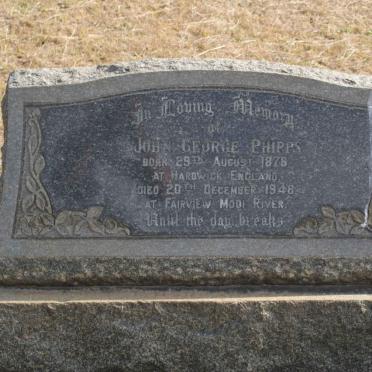 In Loving Memory
of
JOHN GEORGE PHIPPS
BORN 29TH AUGUST 1878
AT HARDWICK ENGLAND
DIED 20TH DECEMBER 1948
AT FAIRVIEW MOOI RIVER
Until the day breaks